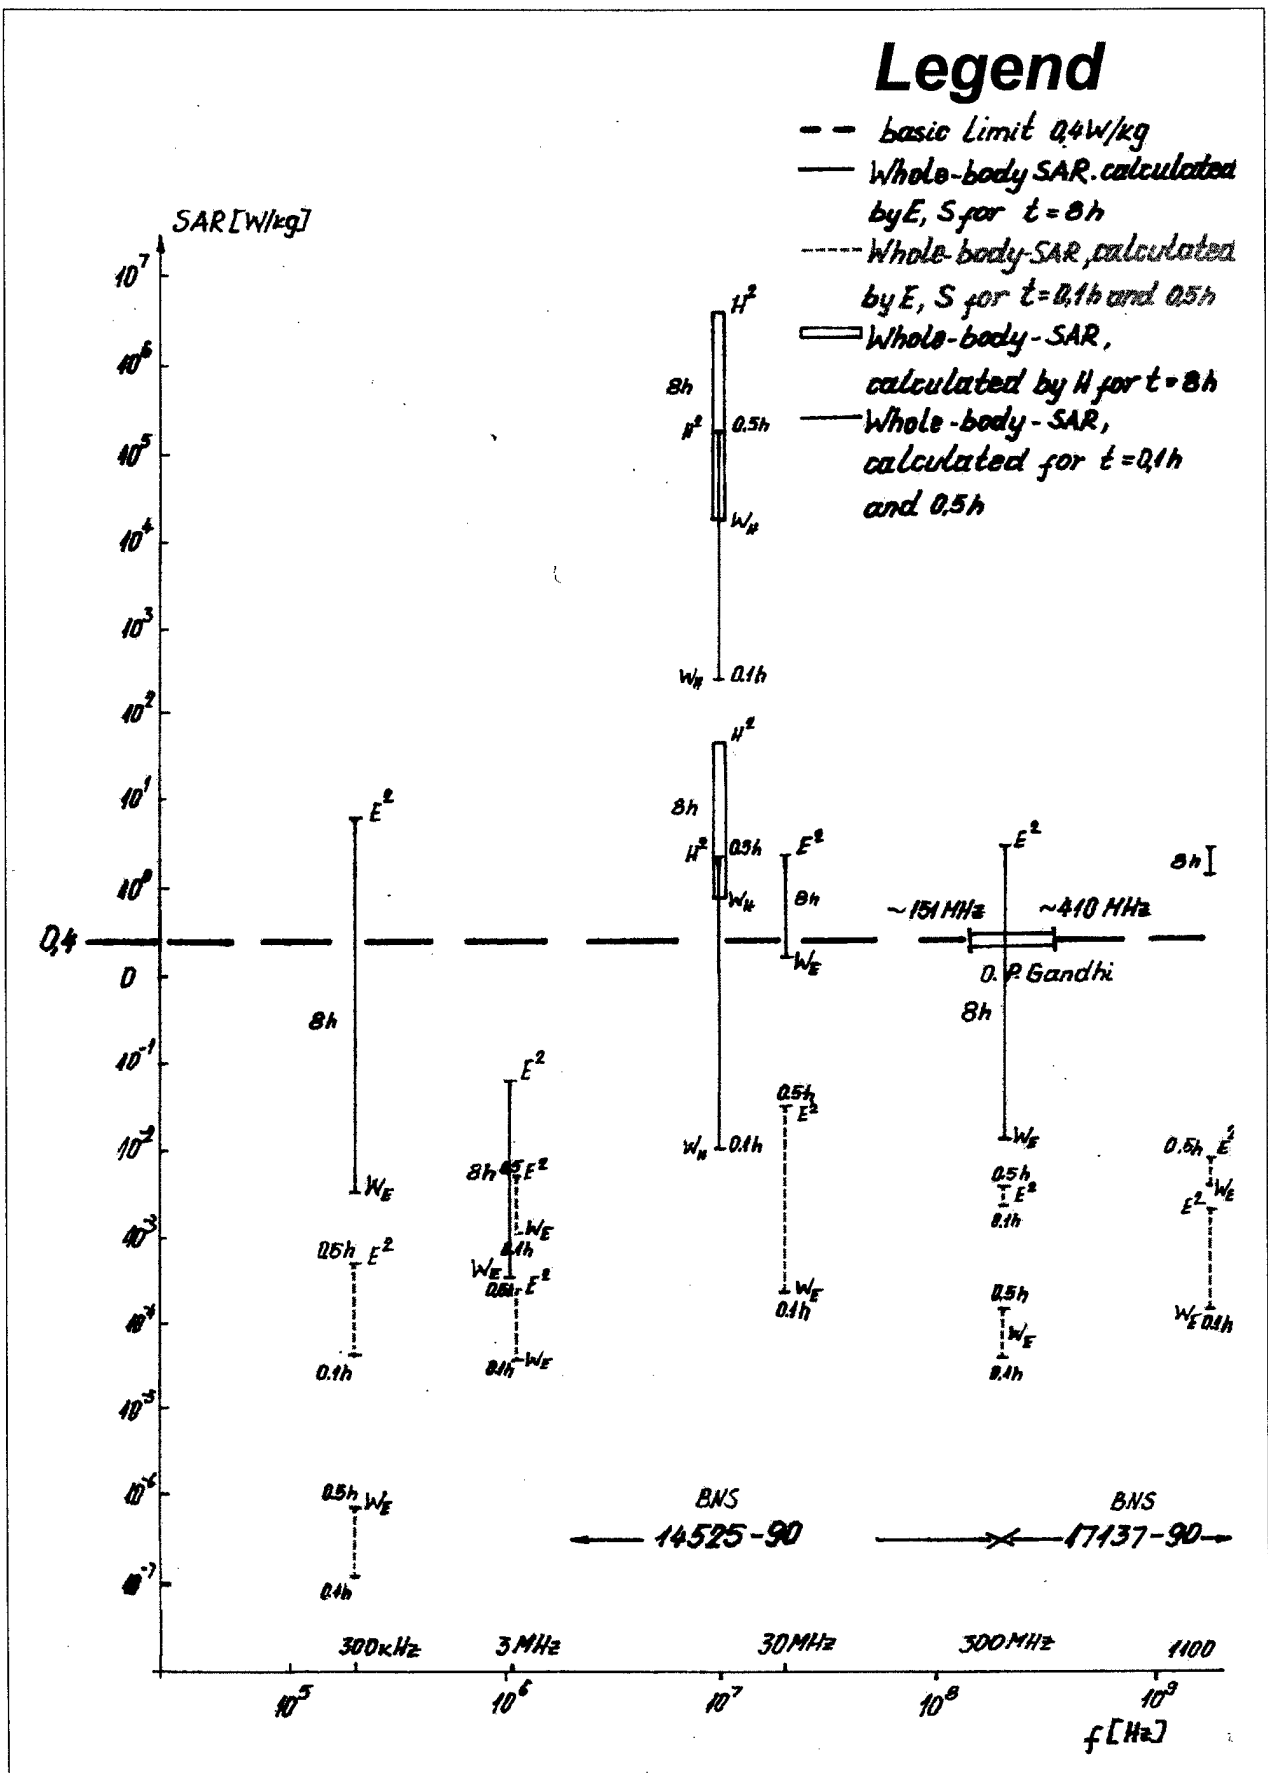 Legend
basic Limit 0,4W/kg
Whole-body SAR. calculated
by E, S for t=8h
Whole-body-SAR, calculated
by E, S for t=0,1h and 0,5h
Whole-body-SAR,
calculated by H for t=8h
Whole-body-SAR,
calculated for t=0,1h
and 0,5h
SAR [W/kg]
10⁷
10⁶
10⁵
10⁴
10³
10²
10¹
10⁰
0,4
0
10⁻¹
10⁻²
10⁻³
10⁻⁴
10⁻⁵
10⁻⁶
10⁻⁷
E²
8h
W_E
0.5h E²
0.1h
0.5h W_E
0.1h
E²
8h 0.5 E²
W_E
0.1h
W_E
0.5h E²
0.1h W_E
H²
8h
H² 0.5h
W_H
W_H 0.1h
H²
8h
H² 0.5h
W_H
W_H 0.1h
E²
8h
W_E
0.5h
E²
W_E
0.1h
E²
~151MHz ~410MHz
O.P. Gandhi
8h
W_E
0.5h
E²
0.1h
0.5h
W_E
0.1h
8h
0.5h E²
W_E
E²
W_E 0.1h
BNS
14525-90
BNS
17137-90
300kHz 3MHz 30MHz 300MHz 1100
10⁵ 10⁶ 10⁷ 10⁸ 10⁹
f [Hz]